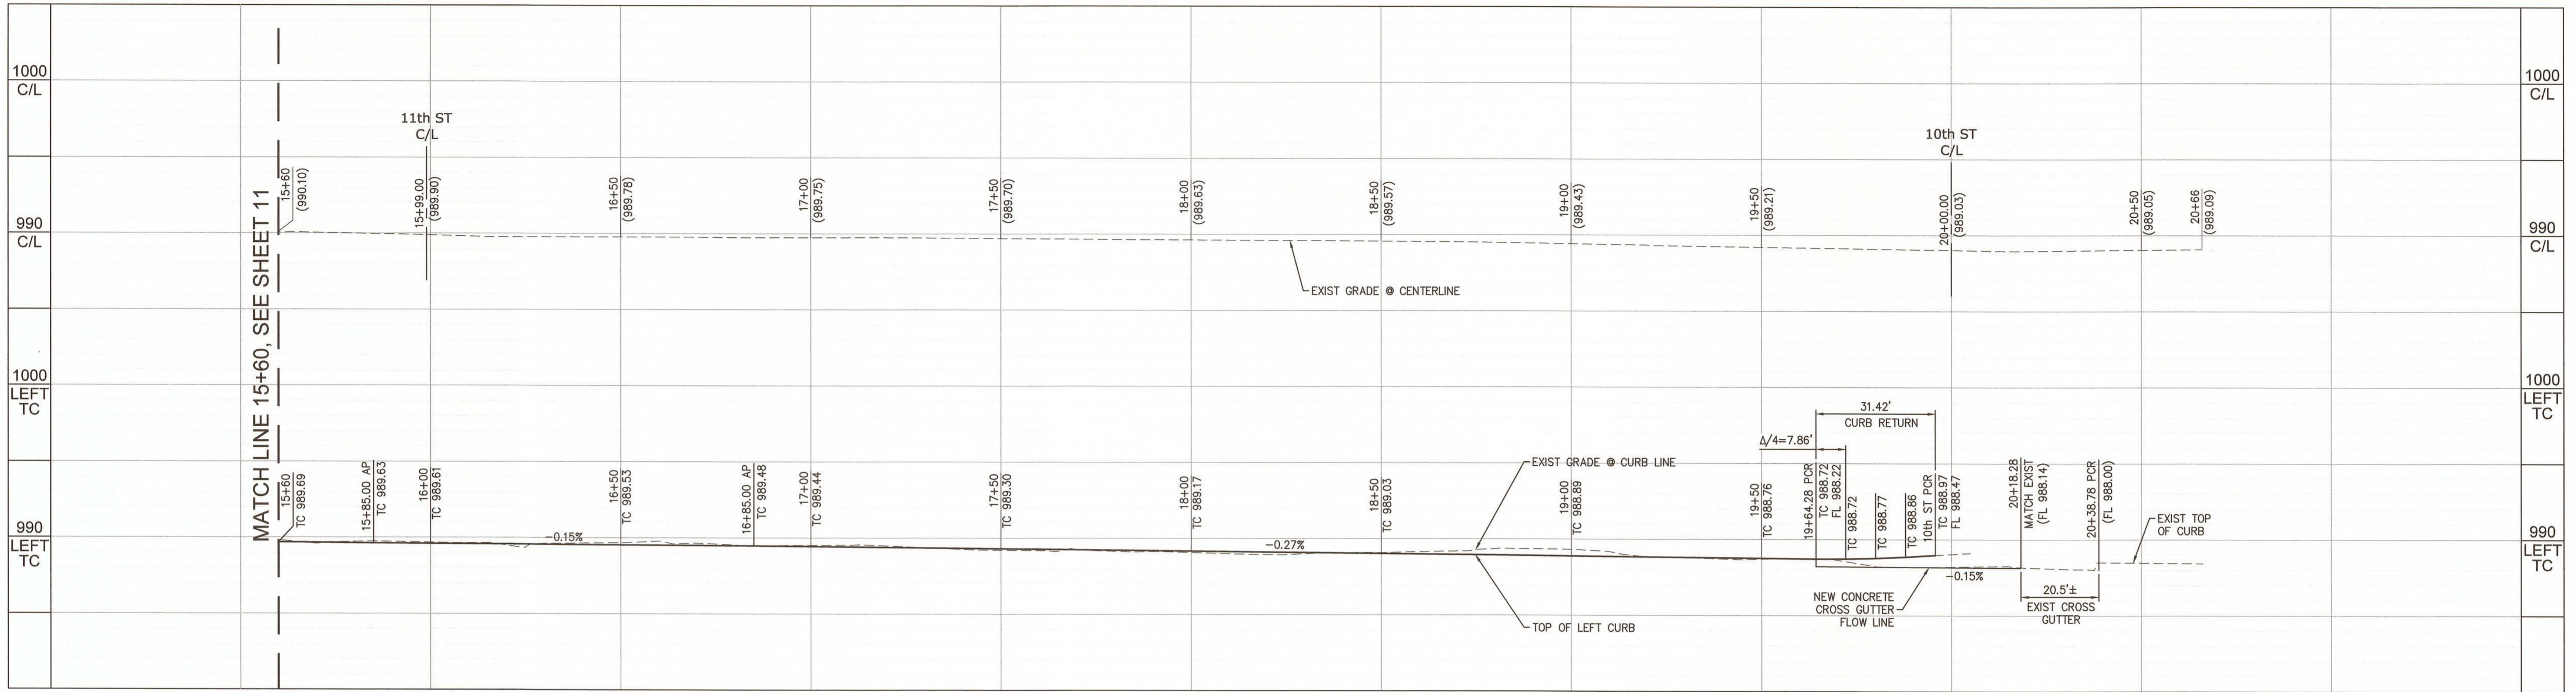 1000
C/L
990
C/L
1000
LEFT
TC
990
LEFT
TC
MATCH LINE 15+60, SEE SHEET 11
11th ST
C/L
10th ST
C/L
15+60
(990.10)
15+99.00
(989.90)
16+50
(989.78)
17+00
(989.75)
17+50
(989.70)
18+00
(989.63)
18+50
(989.57)
19+00
(989.43)
19+50
(989.21)
20+00.00
(989.03)
20+50
(989.05)
20+66
(989.09)
EXIST GRADE @ CENTERLINE
31.42'
CURB RETURN
Δ/4=7.86'
EXIST GRADE @ CURB LINE
15+60
TC 989.69
15+85.00 AP
TC 989.63
16+00
TC 989.61
16+50
TC 989.53
16+85.00 AP
TC 989.48
17+00
TC 989.44
17+50
TC 989.30
18+00
TC 989.17
18+50
TC 989.03
19+00
TC 988.89
19+50
TC 988.76
19+64.28 PCR
TC 988.72
FL 988.22
TC 988.72
TC 988.77
TC 988.86
10th ST PCR
TC 988.97
FL 988.47
20+18.28
MATCH EXIST
(FL 988.14)
20+38.78 PCR
(FL 988.00)
EXIST TOP
OF CURB
-0.15%
-0.27%
-0.15%
NEW CONCRETE
CROSS GUTTER
FLOW LINE
20.5'±
EXIST CROSS
GUTTER
TOP OF LEFT CURB
1000
C/L
990
C/L
1000
LEFT
TC
990
LEFT
TC